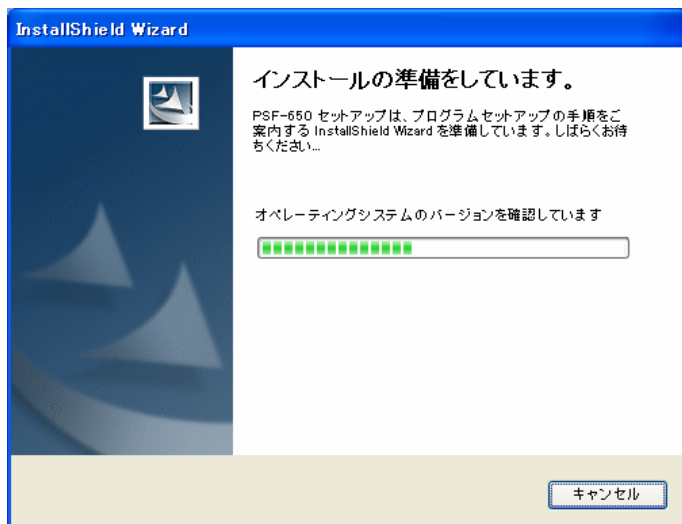 InstallShield Wizard
インストールの準備をしています。
PSF-650 セットアップは、プログラムセットアップの手順をご
案内する InstallShield Wizard を準備しています。しばらくお待
ちください...
オペレーティングシステムのバージョンを確認しています
キャンセル